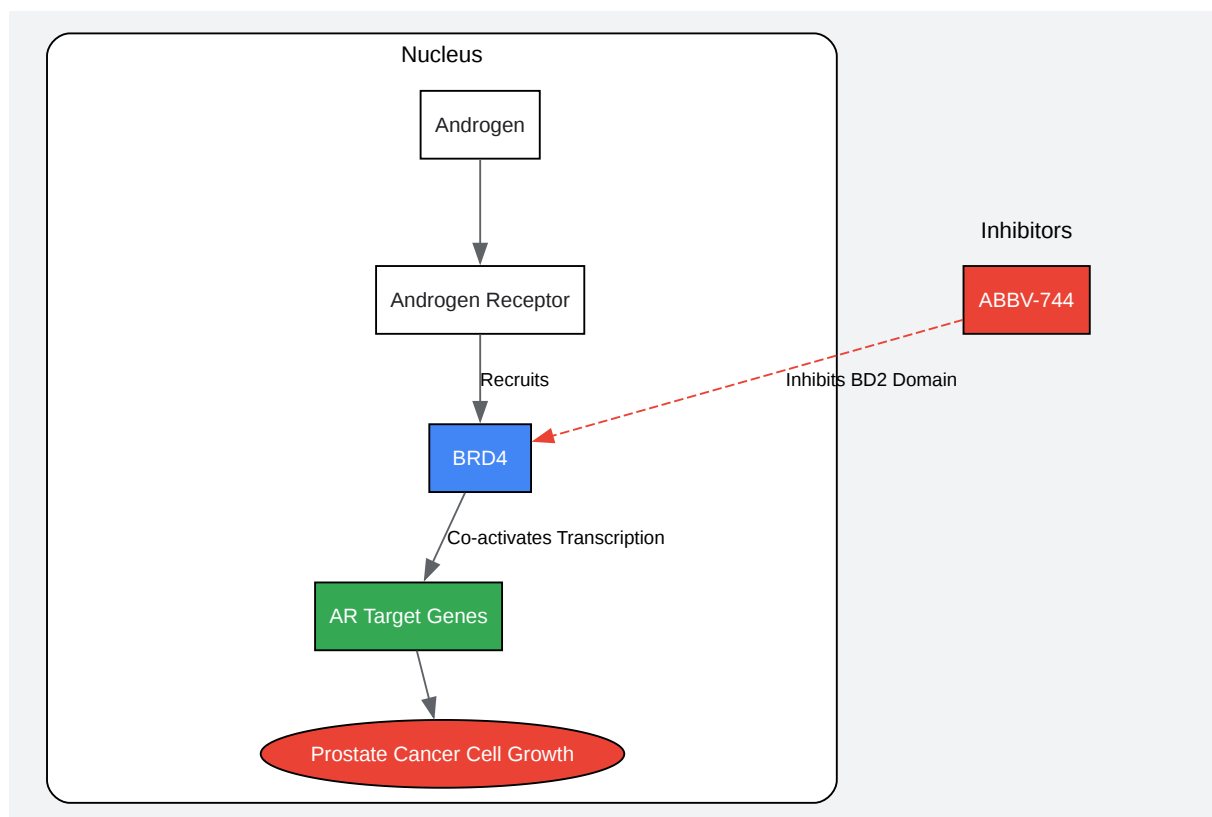 Nucleus
Androgen
Inhibitors
Androgen Receptor
ABBV-744
Recruits
Inhibits BD2 Domain
BRD4
Co-activates Transcription
AR Target Genes
Prostate Cancer Cell Growth